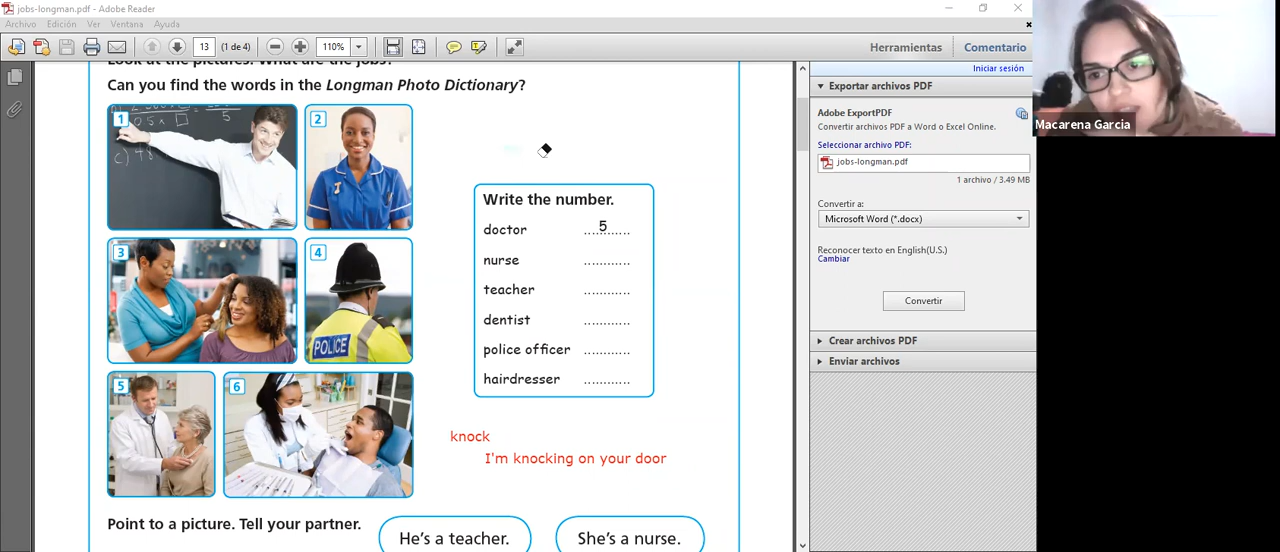 jobs-longman.pdf - Adobe Reader
Archivo Edición Ver Ventana Ayuda
13 (1 de 4) 110% Herramientas Comentario
Can you find the words in the Longman Photo Dictionary?
1
c) 48
2
3
4
POLICE
5
6
Write the number.
doctor ....5.......
nurse ............
teacher ............
dentist ............
police officer ............
hairdresser ............
knock
I'm knocking on your door
Point to a picture. Tell your partner.
He's a teacher.
She's a nurse.
Iniciar sesión
Exportar archivos PDF
Adobe ExportPDF
Convertir archivos PDF a Word o Excel Online.
Seleccionar archivo PDF:
jobs-longman.pdf
1 archivo / 3.49 MB
Convertir a:
Microsoft Word (*.docx)
Reconocer texto en English(U.S.)
Cambiar
Convertir
Crear archivos PDF
Enviar archivos
Macarena Garcia